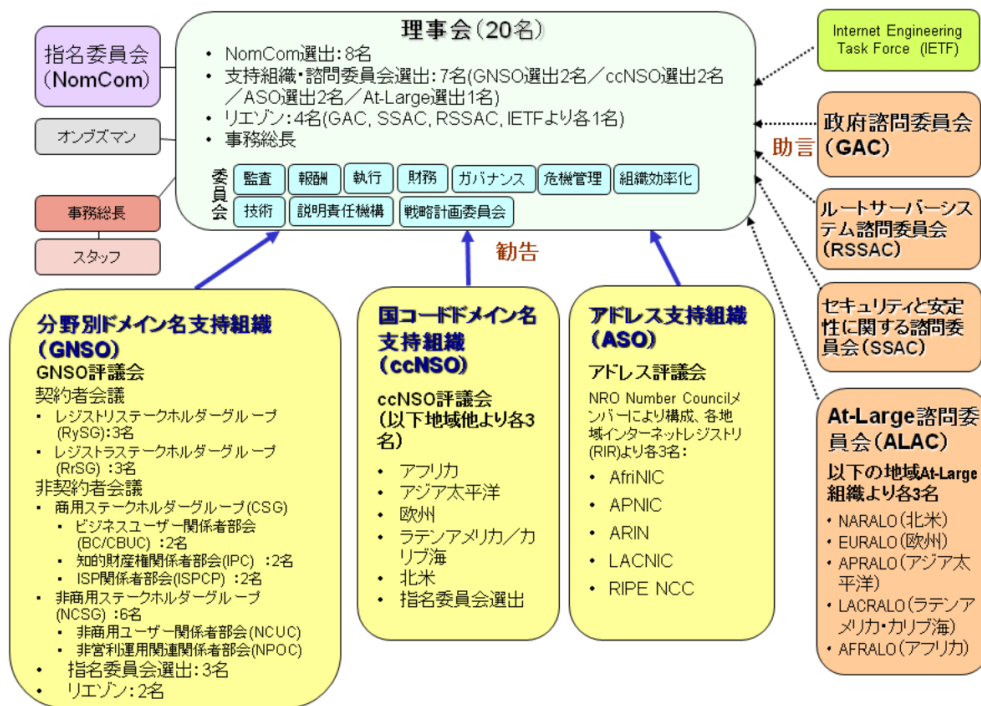 指名委員会
(NomCom)
オンブズマン
事務総長
スタッフ
理事会(20名)
• NomCom選出:8名
• 支持組織・諮問委員会選出:7名(GNSO選出2名/ccNSO選出2名
/ASO選出2名/At-Large選出1名)
• リエゾン:4名(GAC, SSAC, RSSAC, IETFより各1名)
• 事務総長
委員会
監査 報酬 執行 財務 ガバナンス 危機管理 組織効率化
技術 説明責任機構 戦略計画委員会
Internet Engineering
Task Force (IETF)
政府諮問委員会
(GAC)
助言
ルートサーバーシス
テム諮問委員会
(RSSAC)
セキュリティと安定
性に関する諮問委
員会(SSAC)
At-Large諮問委
員会(ALAC)
以下の地域At-Large
組織より各3名
• NARALO(北米)
• EURALO(欧州)
• APRALO(アジア太
平洋)
• LACRALO(ラテンア
メリカ・カリブ海)
• AFRALO(アフリカ)
勧告
分野別ドメイン名支持組織
(GNSO)
GNSO評議会
契約者会議
• レジストリステークホルダーグループ
(RySG):3名
• レジストラステークホルダーグループ
(RrSG) :3名
非契約者会議
• 商用ステークホルダーグループ(CSG)
• ビジネスユーザー関係者部会
(BC/CBUC) :2名
• 知的財産権関係者部会(IPC) :2名
• ISP関係者部会(ISPCP) :2名
• 非商用ステークホルダーグループ
(NCSG) :6名
• 非商用ユーザー関係者部会(NCUC)
• 非営利運用関連関係者部会(NPOC)
• 指名委員会選出:3名
• リエゾン:2名
国コードドメイン名
支持組織
(ccNSO)
ccNSO評議会
(以下地域他より各3
名)
• アフリカ
• アジア太平洋
• 欧州
• ラテンアメリカ/カ
リブ海
• 北米
• 指名委員会選出
アドレス支持組織
(ASO)
アドレス評議会
NRO Number Councilメ
ンバーにより構成、各地
域インターネットレジストリ
(RIR)より各3名:
• AfriNIC
• APNIC
• ARIN
• LACNIC
• RIPE NCC